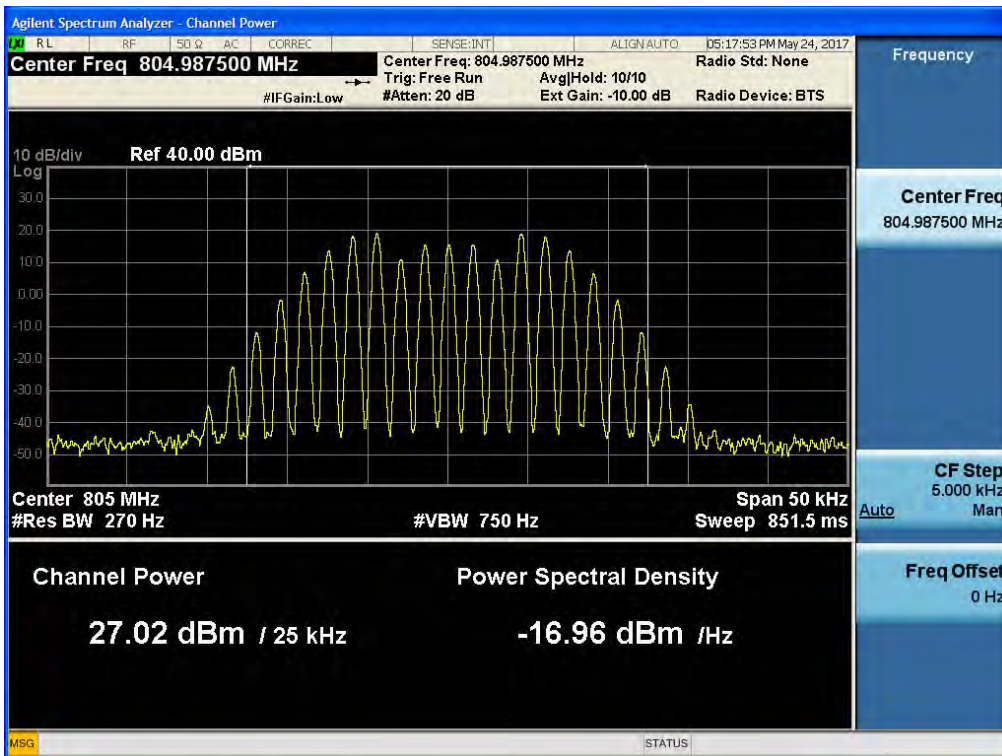 Agilent Spectrum Analyzer - Channel Power
LXI RL RF 50 Ω AC CORREC SENSE:INT ALIGNAUTO 05:17:53 PM May 24, 2017
Center Freq 804.987500 MHz
Center Freq: 804.987500 MHz Radio Std: None
Trig: Free Run Avg|Hold: 10/10
#IFGain:Low #Atten: 20 dB Ext Gain: -10.00 dB Radio Device: BTS
10 dB/div Ref 40.00 dBm
Log
30.0
20.0
10.0
0.00
-10.0
-20.0
-30.0
-40.0
-50.0
Center 805 MHz Span 50 kHz
#Res BW 270 Hz #VBW 750 Hz Sweep 851.5 ms
Channel Power Power Spectral Density
27.02 dBm / 25 kHz -16.96 dBm /Hz
MSG STATUS
Frequency
Center Freq
804.987500 MHz
CF Step
5.000 kHz
Auto Man
Freq Offset
0 Hz